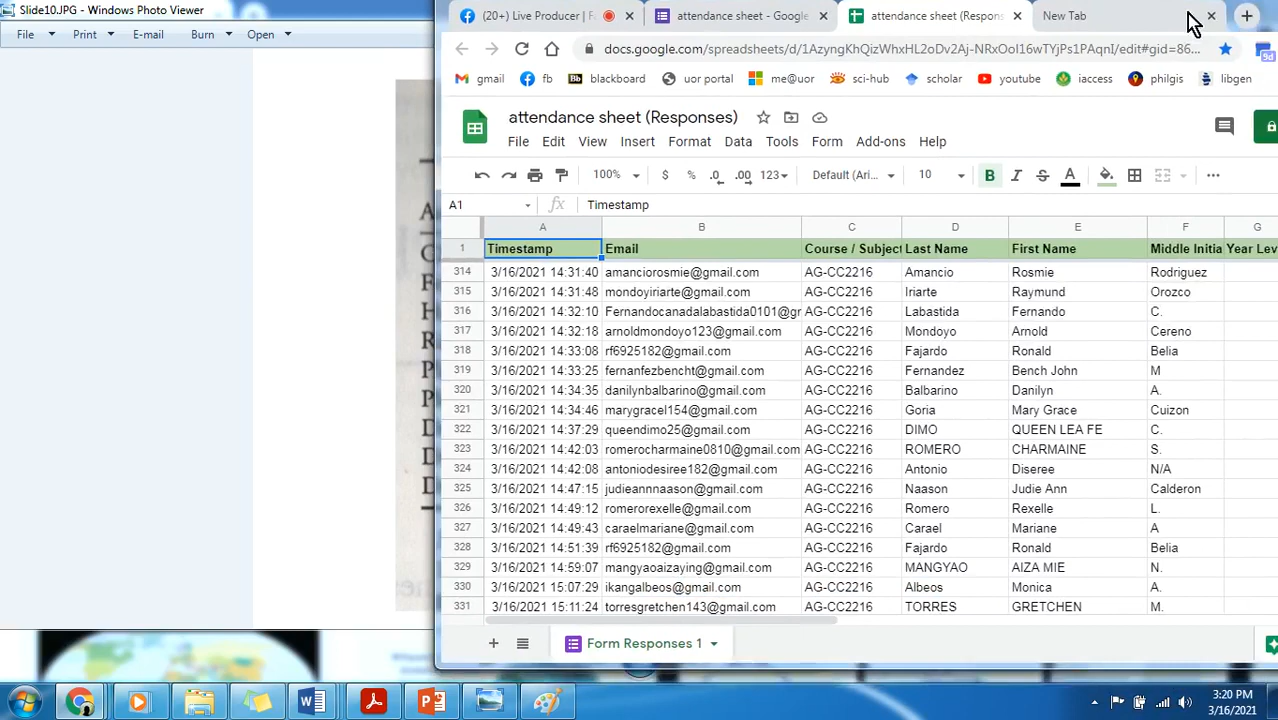 Slide10.JPG - Windows Photo Viewer
File Print E-mail Burn Open
(20+) Live Producer | F
attendance sheet - Google
attendance sheet (Respons
New Tab
docs.google.com/spreadsheets/d/1AzyngKhQizWhxHL2oDv2Aj-NRxOoI16wTYjPs1PAqnI/edit#gid=86...
9d
gmail fb blackboard uor portal me@uor sci-hub scholar youtube iaccess philgis libgen
attendance sheet (Responses)
File Edit View Insert Format Data Tools Form Add-ons Help
100% $ % .0 .00 123 Default (Ari... 10 B I S A ...
A1 fx Timestamp
A B C D E F G
1 Timestamp Email Course / Subject Last Name First Name Middle Initia Year Lev
314 3/16/2021 14:31:40 amanciorosmie@gmail.com AG-CC2216 Amancio Rosmie Rodriguez
315 3/16/2021 14:31:48 mondoyiriarte@gmail.com AG-CC2216 Iriarte Raymund Orozco
316 3/16/2021 14:32:10 Fernandocanadalabastida0101@gr AG-CC2216 Labastida Fernando C.
317 3/16/2021 14:32:18 arnoldmondoyo123@gmail.com AG-CC2216 Mondoyo Arnold Cereno
318 3/16/2021 14:33:08 rf6925182@gmail.com AG-CC2216 Fajardo Ronald Belia
319 3/16/2021 14:33:25 fernanfezbencht@gmail.com AG-CC2216 Fernandez Bench John M
320 3/16/2021 14:34:35 danilynbalbarino@gmail.com AG-CC2216 Balbarino Danilyn A.
321 3/16/2021 14:34:46 marygracel154@gmail.com AG-CC2216 Goria Mary Grace Cuizon
322 3/16/2021 14:37:29 queendimo25@gmail.com AG-CC2216 DIMO QUEEN LEA FE C.
323 3/16/2021 14:42:03 romerocharmaine0810@gmail.com AG-CC2216 ROMERO CHARMAINE S.
324 3/16/2021 14:42:08 antoniodesiree182@gmail.com AG-CC2216 Antonio Diseree N/A
325 3/16/2021 14:47:15 judieannnaason@gmail.com AG-CC2216 Naason Judie Ann Calderon
326 3/16/2021 14:49:12 romerorexelle@gmail.com AG-CC2216 Romero Rexelle L.
327 3/16/2021 14:49:43 caraelmariane@gmail.com AG-CC2216 Carael Mariane A
328 3/16/2021 14:51:39 rf6925182@gmail.com AG-CC2216 Fajardo Ronald Belia
329 3/16/2021 14:59:07 mangyaoaizaying@gmail.com AG-CC2216 MANGYAO AIZA MIE N.
330 3/16/2021 15:07:29 ikangalbeos@gmail.com AG-CC2216 Albeos Monica A.
331 3/16/2021 15:11:24 torresgretchen143@gmail.com AG-CC2216 TORRES GRETCHEN M.
Form Responses 1
3:20 PM
3/16/2021